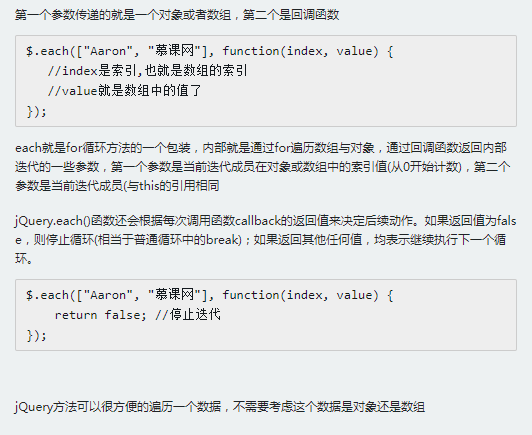 第一个参数传递的就是一个对象或者数组，第二个是回调函数
$.each(["Aaron", "慕课网"], function(index, value) {
//index是索引,也就是数组的索引
//value就是数组中的值了
});
each就是for循环方法的一个包装，内部就是通过for遍历数组与对象，通过回调函数返回内部
迭代的一些参数，第一个参数是当前迭代成员在对象或数组中的索引值(从0开始计数)，第二个
参数是当前迭代成员(与this的引用相同
jQuery.each()函数还会根据每次调用函数callback的返回值来决定后续动作。如果返回值为fals
e，则停止循环(相当于普通循环中的break)；如果返回其他任何值，均表示继续执行下一个循
环。
$.each(["Aaron", "慕课网"], function(index, value) {
return false; //停止迭代
});
jQuery方法可以很方便的遍历一个数据，不需要考虑这个数据是对象还是数组